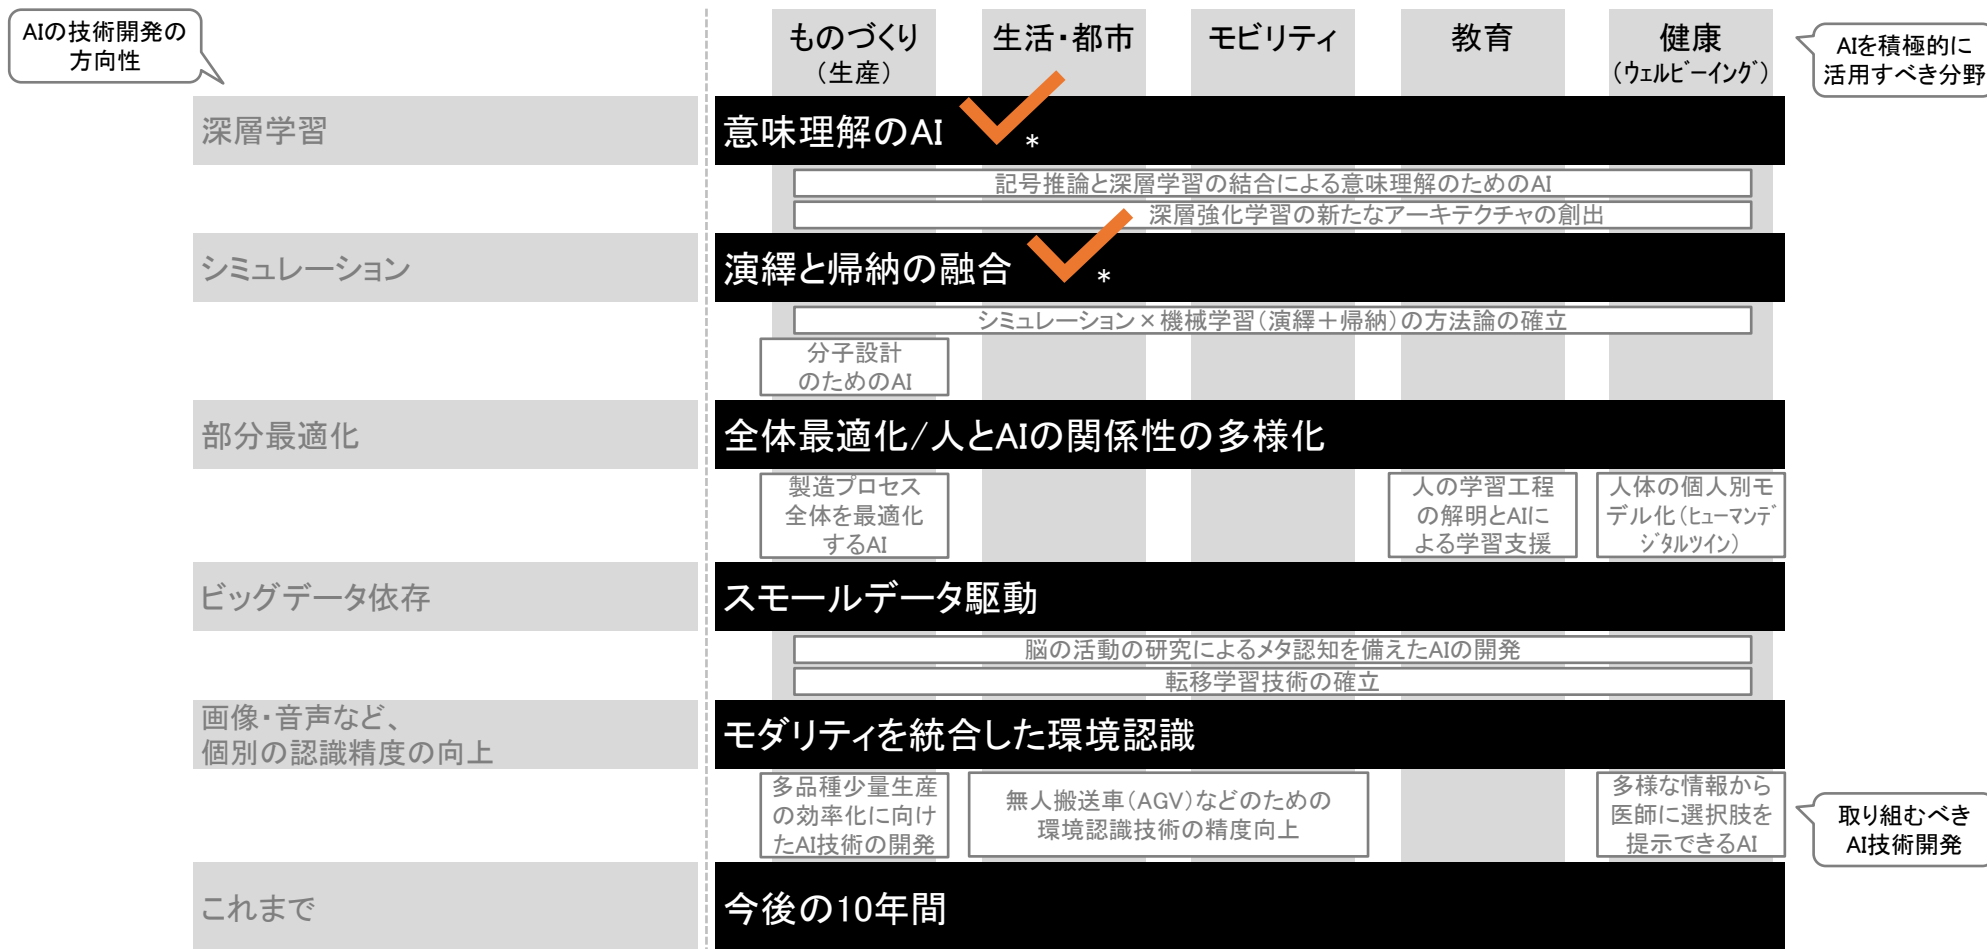 AIの技術開発の
方向性
ものづくり
（生産）
生活・都市
モビリティ
教育
健康
（ｳｪﾙﾋﾞｰｲﾝｸﾞ）
AIを積極的に
活用すべき分野
深層学習
意味理解のAI
*
記号推論と深層学習の結合による意味理解のためのAI
深層強化学習の新たなアーキテクチャの創出
シミュレーション
演繹と帰納の融合
*
シミュレーション×機械学習（演繹＋帰納）の方法論の確立
分子設計
のためのAI
部分最適化
全体最適化/人とAIの関係性の多様化
製造プロセス
全体を最適化
するAI
人の学習工程
の解明とAIに
よる学習支援
人体の個人別モ
デル化（ﾋｭｰﾏﾝﾃﾞ
ｼﾞﾀﾙﾂｲﾝ）
ビッグデータ依存
スモールデータ駆動
脳の活動の研究によるメタ認知を備えたAIの開発
転移学習技術の確立
画像・音声など、
個別の認識精度の向上
モダリティを統合した環境認識
多品種少量生産
の効率化に向け
たAI技術の開発
無人搬送車（AGV）などのための
環境認識技術の精度向上
多様な情報から
医師に選択肢を
提示できるAI
取り組むべき
AI技術開発
これまで
今後の10年間